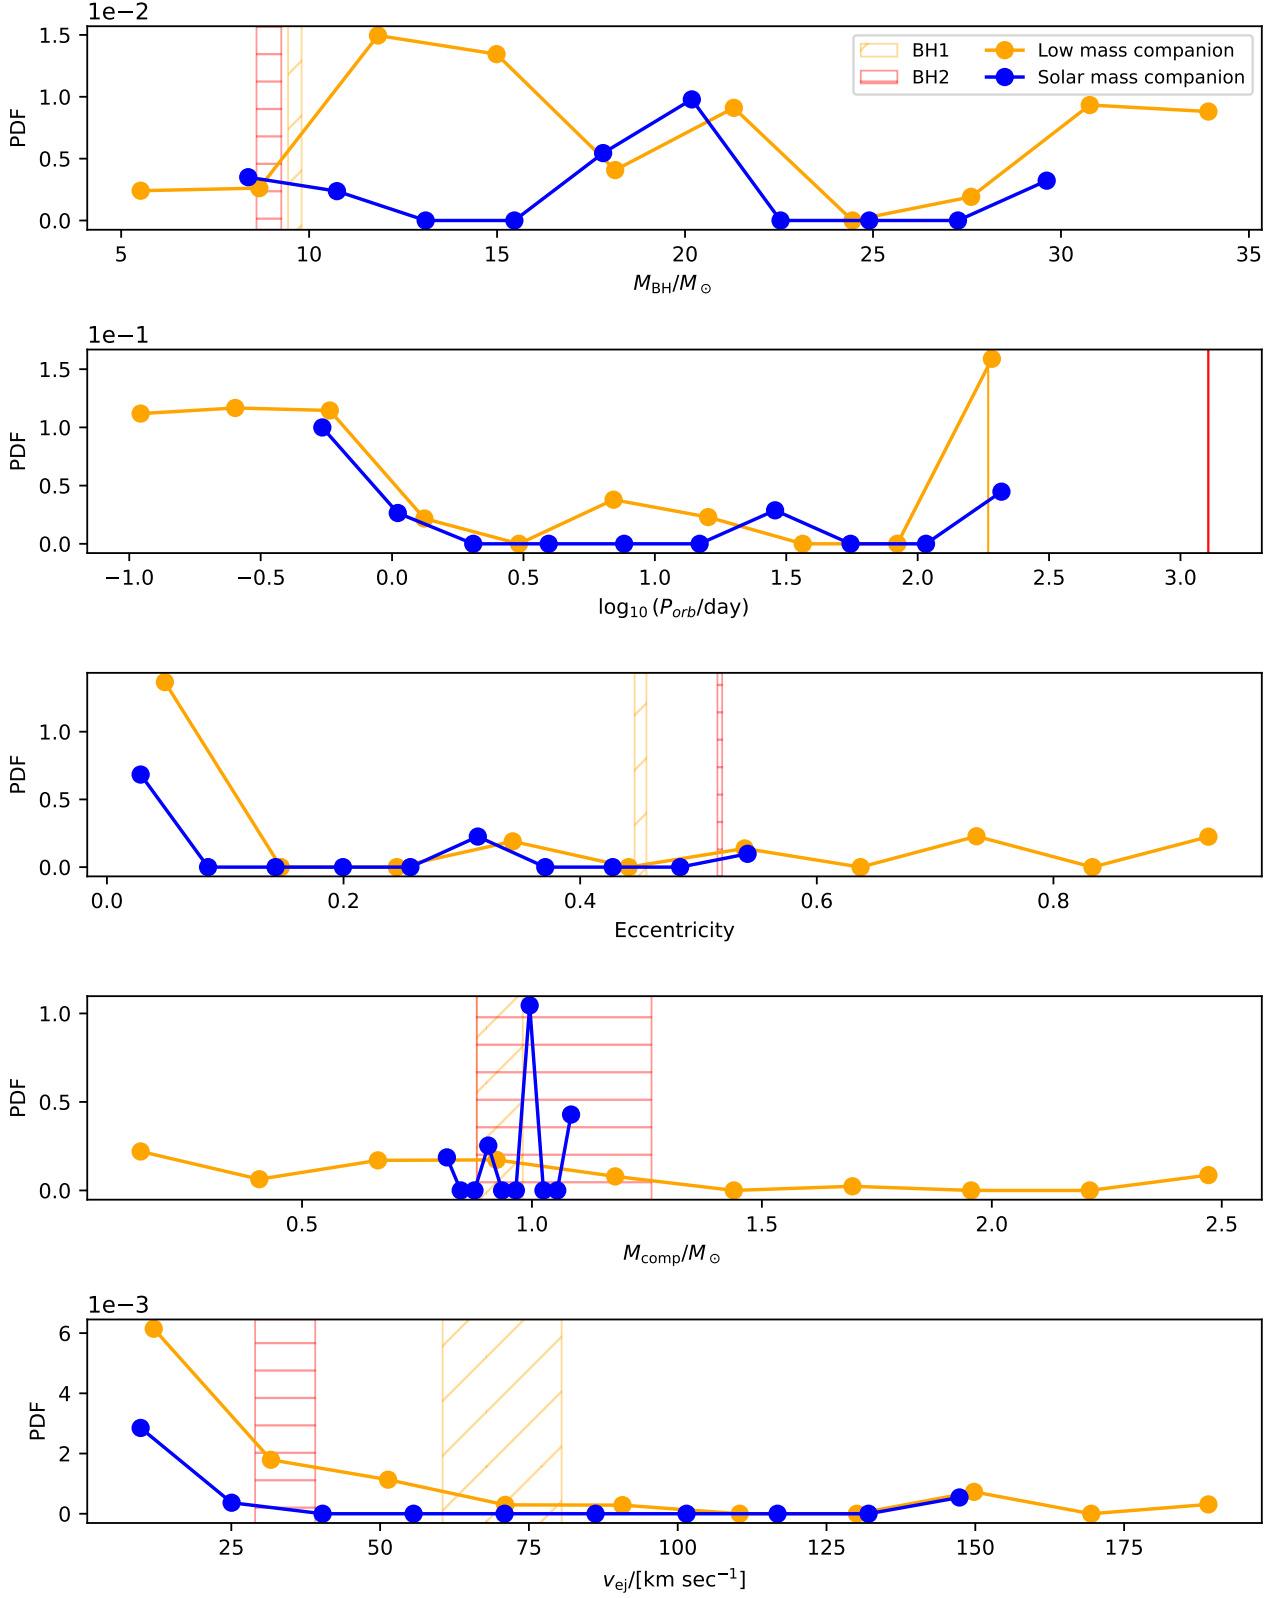 1e−2
1.5
1.0
0.5
0.0
PDF
BH1
BH2
Low mass companion
Solar mass companion
5 10 15 20 25 30 35
M_BH/M_⊙
1e−1
1.5
1.0
0.5
0.0
PDF
−1.0 −0.5 0.0 0.5 1.0 1.5 2.0 2.5 3.0
log₁₀(P_orb/day)
1.0
0.5
0.0
PDF
0.0 0.2 0.4 0.6 0.8
Eccentricity
1.0
0.5
0.0
PDF
0.5 1.0 1.5 2.0 2.5
M_comp/M_⊙
1e−3
6
4
2
0
PDF
25 50 75 100 125 150 175
v_ej/[km sec⁻¹]